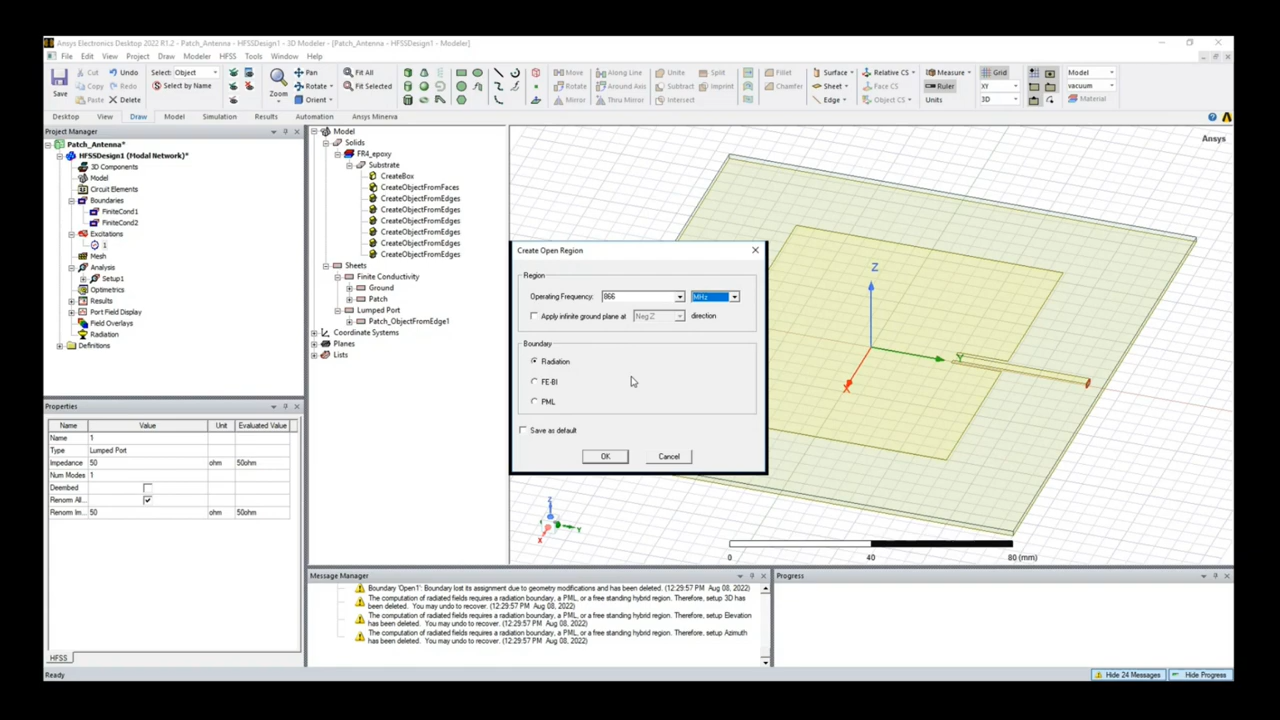 Ansys Electronics Desktop 2022 R1.2 - Patch_Antenna - HFSSDesign1 - 3D Modeler - [Patch_Antenna - HFSSDesign1 - Modeler]
File Edit View Project Draw Modeler HFSS Tools Window Help
Save Cut Copy Paste Undo Redo Delete
Select: Object
Select by Name
Zoom Pan Rotate Orient
Fit All
Fit Selected
Move Rotate Mirror
Along Line
Around Axis
Thru Mirror
Unite Subtract Intersect
Split Imprint
Fillet Chamfer
Surface Sheet Edge
Relative CS
Face CS
Object CS
Measure Ruler Units
Grid XY 3D
Model vacuum Material
Desktop View Draw Model Simulation Results Automation Ansys Minerva
Project Manager
Patch_Antenna*
HFSSDesign1 (Modal Network)*
3D Components
Model
Circuit Elements
Boundaries
FiniteCond1
FiniteCond2
Excitations
1
Mesh
Analysis
Setup1
Optimetrics
Results
Port Field Display
Field Overlays
Radiation
Definitions
Model
Solids
FR4_epoxy
Substrate
CreateBox
CreateObjectFromFaces
CreateObjectFromEdges
CreateObjectFromEdges
CreateObjectFromEdges
CreateObjectFromEdges
CreateObjectFromEdges
CreateObjectFromEdges
Sheets
Finite Conductivity
Ground
Patch
Lumped Port
Patch_ObjectFromEdge1
Coordinate Systems
Planes
Lists
Ansys
Z
Y
X
Z
Y
X
0 40 80 (mm)
Create Open Region
Region
Operating Frequency: 866 MHz
Apply infinite ground plane at Neg Z direction
Boundary
Radiation
FE-BI
PML
Save as default
OK Cancel
Properties
Name Value Unit Evaluated Value
Name 1
Type Lumped Port
Impedance 50 ohm 50ohm
Num Modes 1
Deembed
Renorm All...
Renorm Im... 50 ohm 50ohm
HFSS
Message Manager
Boundary 'Open1': Boundary lost its assignment due to geometry modifications and has been deleted. (12:29:57 PM Aug 08, 2022)
The computation of radiated fields requires a radiation boundary, a PML, or a free standing hybrid region. Therefore, setup 3D has
been deleted. You may undo to recover. (12:29:57 PM Aug 08, 2022)
The computation of radiated fields requires a radiation boundary, a PML, or a free standing hybrid region. Therefore, setup Elevation
has been deleted. You may undo to recover. (12:29:57 PM Aug 08, 2022)
The computation of radiated fields requires a radiation boundary, a PML, or a free standing hybrid region. Therefore, setup Azimuth
has been deleted. You may undo to recover. (12:29:57 PM Aug 08, 2022)
Progress
Ready
Hide 24 Messages
Hide Progress